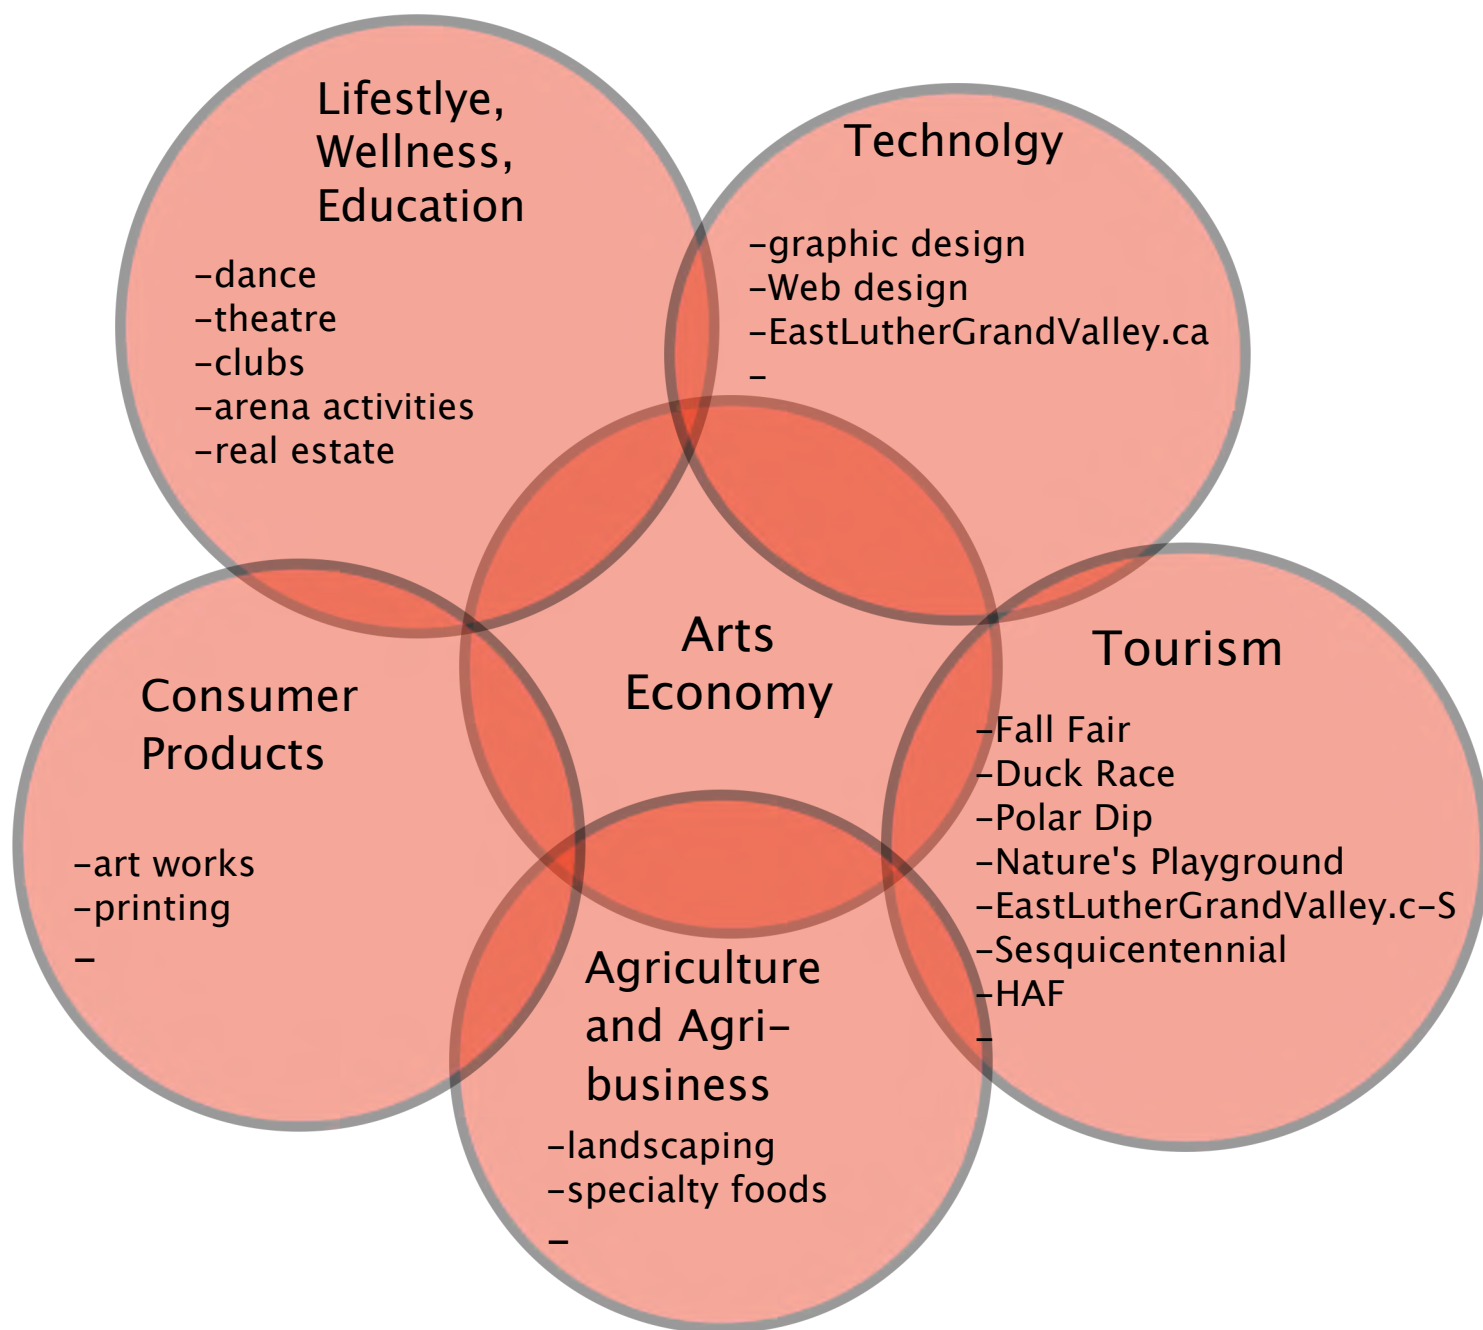 Lifestlye,
Wellness,
Education
-dance
-theatre
-clubs
-arena activities
-real estate
Technolgy
-graphic design
-Web design
-EastLutherGrandValley.ca
-
Arts
Economy
Consumer
Products
-art works
-printing
-
Tourism
-Fall Fair
-Duck Race
-Polar Dip
-Nature's Playground
-EastLutherGrandValley.c-S
-Sesquicentennial
-HAF
-
Agriculture
and Agri-
business
-landscaping
-specialty foods
-